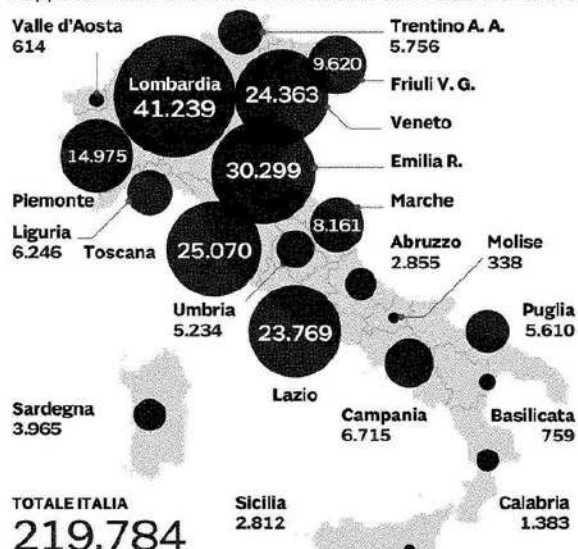 Valle d'Aosta
614
Trentino A. A.
5.756
9.620
Friuli V. G.
Lombardia
41.239
24.363
Veneto
14.975
Piemonte
30.299
Emilia R.
Marche
8.161
Liguria
6.246
Toscana
25.070
Abruzzo
2.855
Molise
338
Umbria
5.234
23.769
Lazio
Puglia
5.610
Sardegna
3.965
Campania
6.715
Basilicata
759
TOTALE ITALIA
219.784
Sicilia
2.812
Calabria
1.383